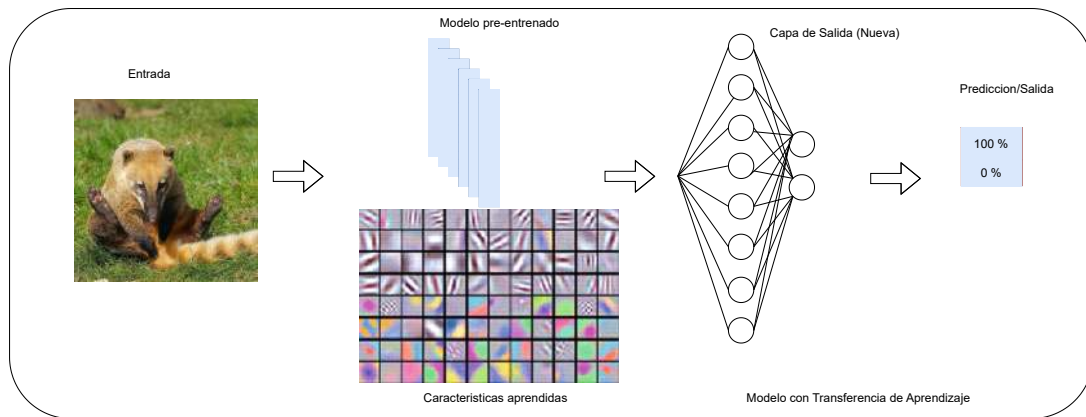 Modelo pre-entrenado
Capa de Salida (Nueva)
Entrada
Prediccion/Salida
100 %
0 %
Caracteristicas aprendidas
Modelo con Transferencia de Aprendizaje